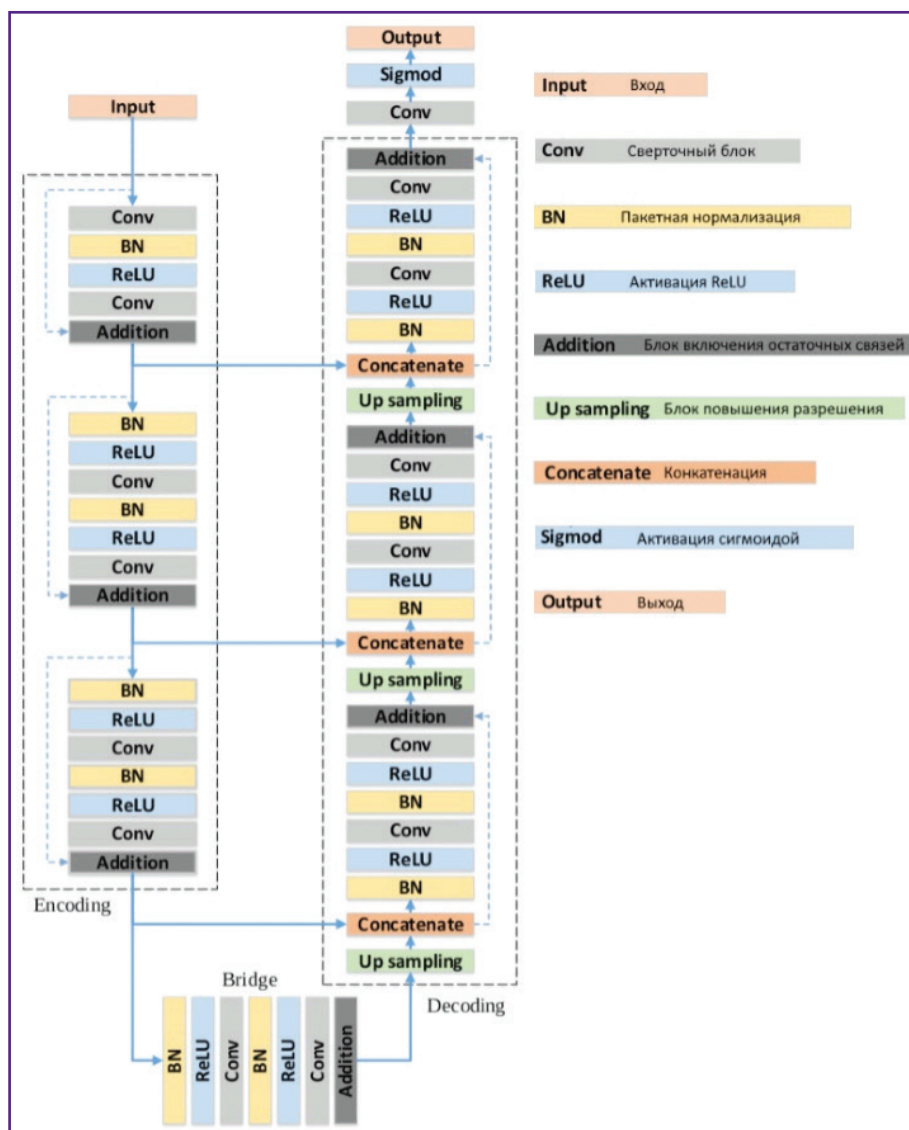 Input
Conv
BN
ReLU
Conv
Addition
BN
ReLU
Conv
BN
ReLU
Conv
Addition
BN
ReLU
Conv
BN
ReLU
Conv
Addition
Encoding
Bridge
BN
ReLU
Conv
BN
ReLU
Conv
Addition
Output
Sigmod
Conv
Addition
Conv
ReLU
BN
Conv
ReLU
BN
Concatenate
Up sampling
Addition
Conv
ReLU
BN
Conv
ReLU
BN
Concatenate
Up sampling
Addition
Conv
ReLU
BN
Conv
ReLU
BN
Concatenate
Up sampling
Decoding
Input Вход
Conv Сверточный блок
BN Пакетная нормализация
ReLU Активация ReLU
Addition Блок включения остаточных связей
Up sampling Блок повышения разрешения
Concatenate Конкатенация
Sigmod Активация сигмоидой
Output Выход